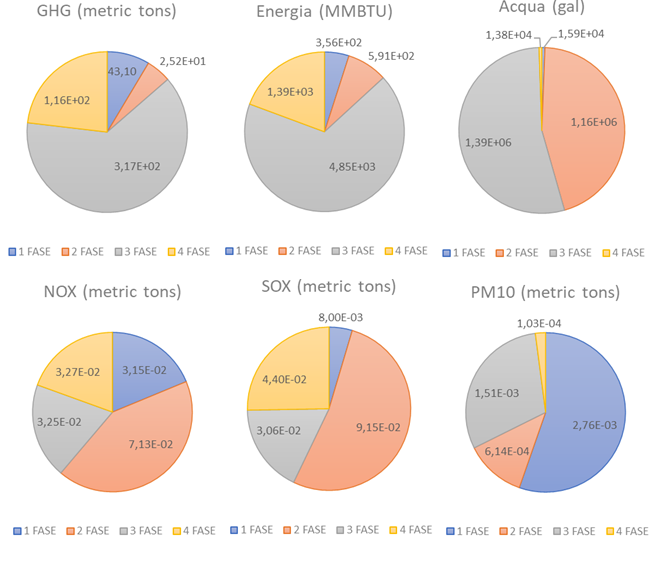 GHG (metric tons)
43,10
2,52E+01
1,16E+02
3,17E+02
1 FASE 2 FASE 3 FASE 4 FASE
Energia (MMBTU)
3,56E+02
5,91E+02
1,39E+03
4,85E+03
1 FASE 2 FASE 3 FASE 4 FASE
Acqua (gal)
1,38E+04
1,59E+04
1,16E+06
1,39E+06
1 FASE 2 FASE 3 FASE 4 FASE
NOX (metric tons)
3,27E-02
3,15E-02
3,25E-02
7,13E-02
1 FASE 2 FASE 3 FASE 4 FASE
SOX (metric tons)
8,00E-03
4,40E-02
9,15E-02
3,06E-02
1 FASE 2 FASE 3 FASE 4 FASE
PM10 (metric tons)
1,03E-04
1,51E-03
2,76E-03
6,14E-04
1 FASE 2 FASE 3 FASE 4 FASE